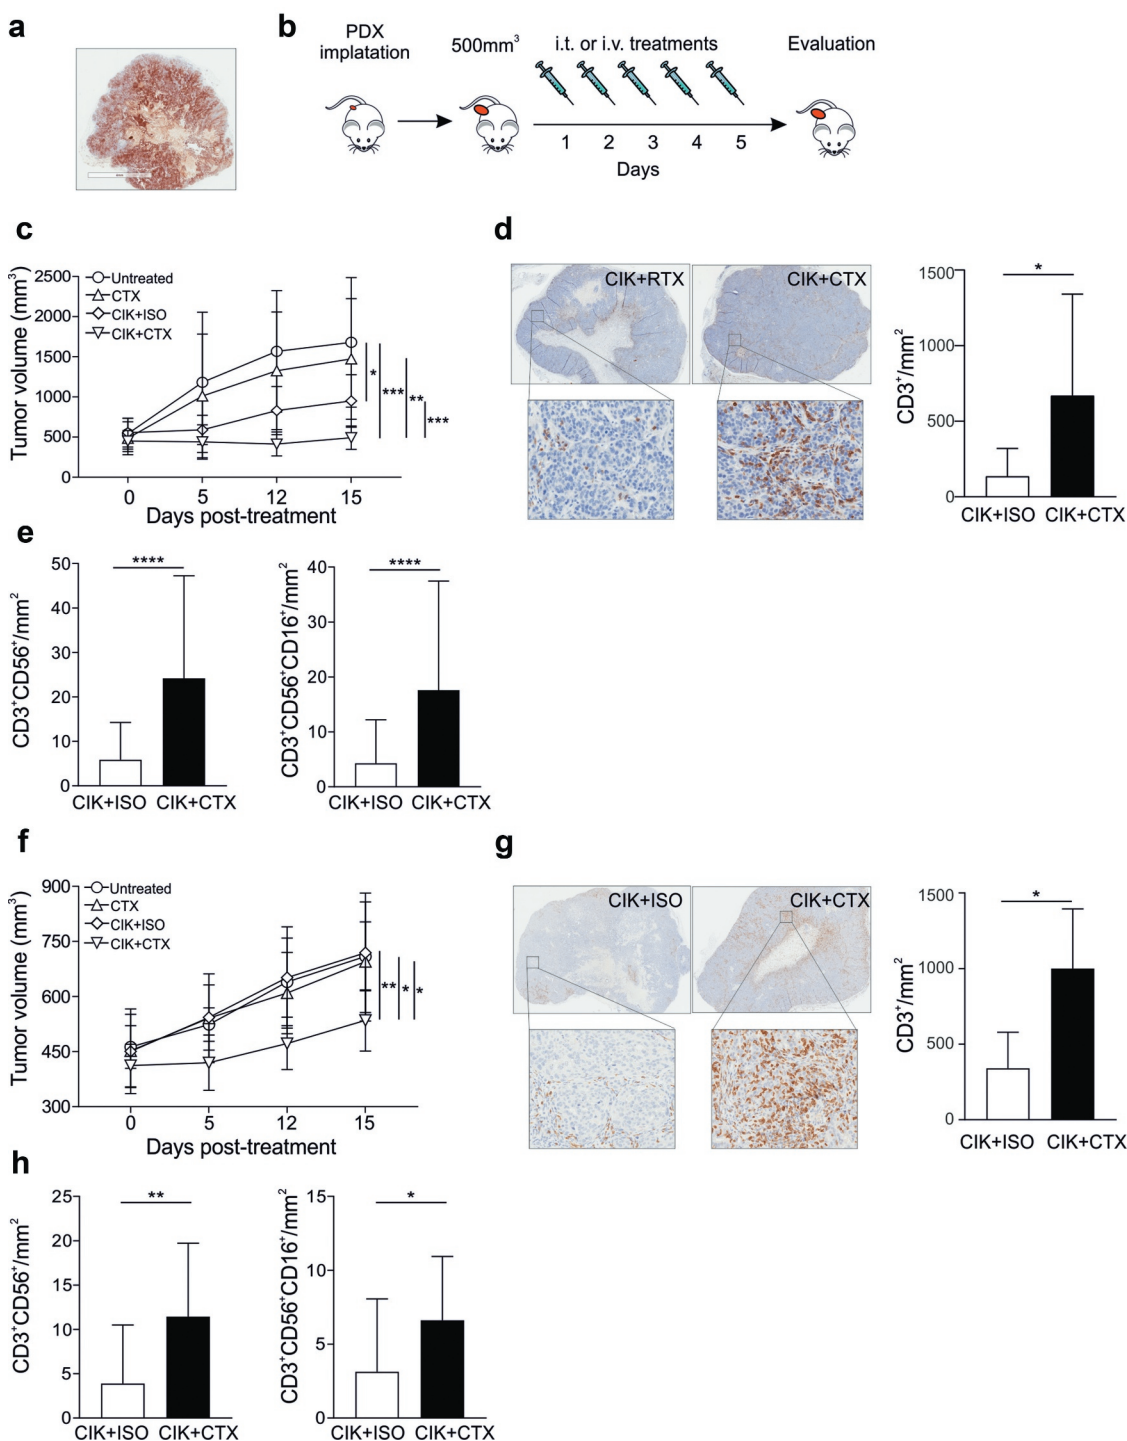 a
b
PDX
implatation
500mm³
i.t. or i.v. treatments
Evaluation
1 2 3 4 5
Days
c
Tumor volume (mm³)
2500
2000
1500
1000
500
0
Untreated
CTX
CIK+ISO
CIK+CTX
* *** ** ***
0 5 12 15
Days post-treatment
d
CIK+RTX
CIK+CTX
CD3⁺/mm²
1500
1000
500
0
*
CIK+ISO CIK+CTX
e
CD3⁺CD56⁺/mm²
50
40
30
20
10
0
****
CIK+ISO CIK+CTX
CD3⁺CD56⁺CD16⁺/mm²
40
30
20
10
0
****
CIK+ISO CIK+CTX
f
Tumor volume (mm³)
900
750
600
450
300
Untreated
CTX
CIK+ISO
CIK+CTX
** * *
0 5 12 15
Days post-treatment
g
CIK+ISO
CIK+CTX
CD3⁺/mm²
1500
1000
500
0
*
CIK+ISO CIK+CTX
h
CD3⁺CD56⁺/mm²
25
20
15
10
5
0
**
CIK+ISO CIK+CTX
CD3⁺CD56⁺CD16⁺/mm²
15
10
5
0
*
CIK+ISO CIK+CTX